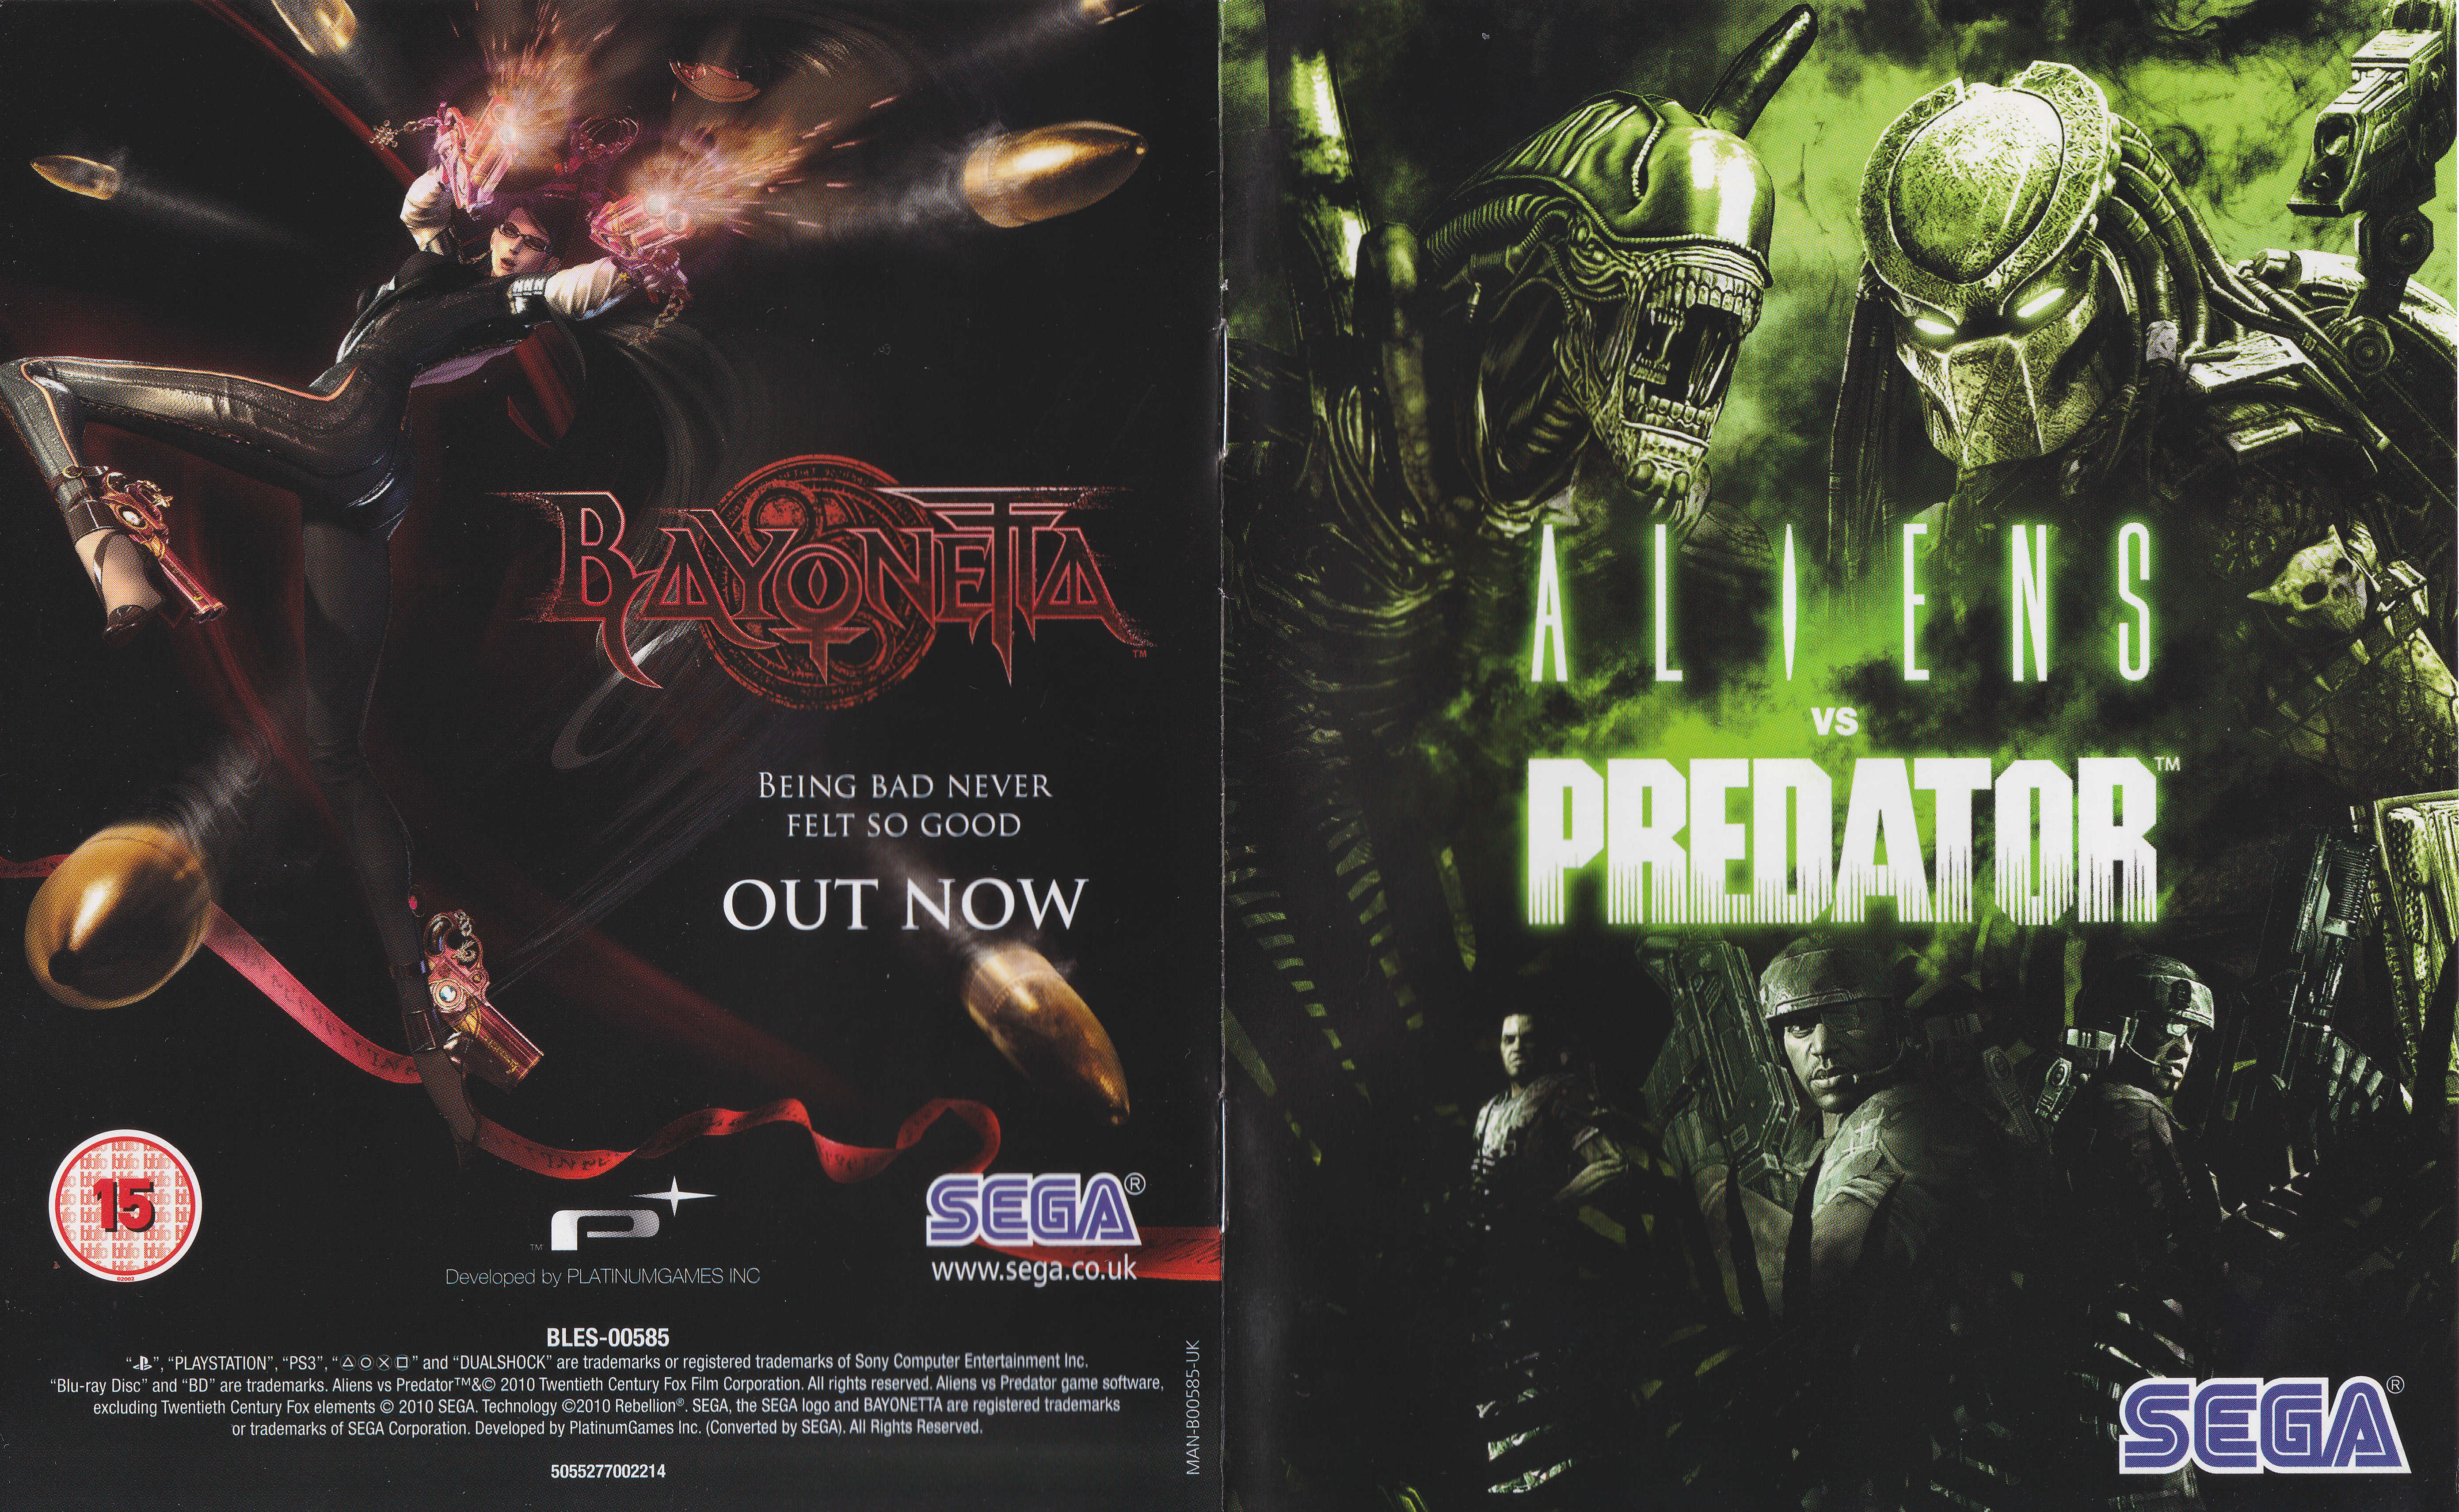 BAYONETTA
TM
BEING BAD NEVER
FELT SO GOOD
OUT NOW
15
©2002
TM
Developed by PLATINUMGAMES INC
SEGA®
www.sega.co.uk
BLES-00585
“PS”, “PLAYSTATION”, “PS3”, “△○✕□” and “DUALSHOCK” are trademarks or registered trademarks of Sony Computer Entertainment Inc.
“Blu-ray Disc” and “BD” are trademarks. Aliens vs Predator™&© 2010 Twentieth Century Fox Film Corporation. All rights reserved. Aliens vs Predator game software,
excluding Twentieth Century Fox elements © 2010 SEGA. Technology ©2010 Rebellion®. SEGA, the SEGA logo and BAYONETTA are registered trademarks
or trademarks of SEGA Corporation. Developed by PlatinumGames Inc. (Converted by SEGA). All Rights Reserved.
5055277002214
MAN-B00585-UK
ALIENS
VS
PREDATOR™
SEGA®